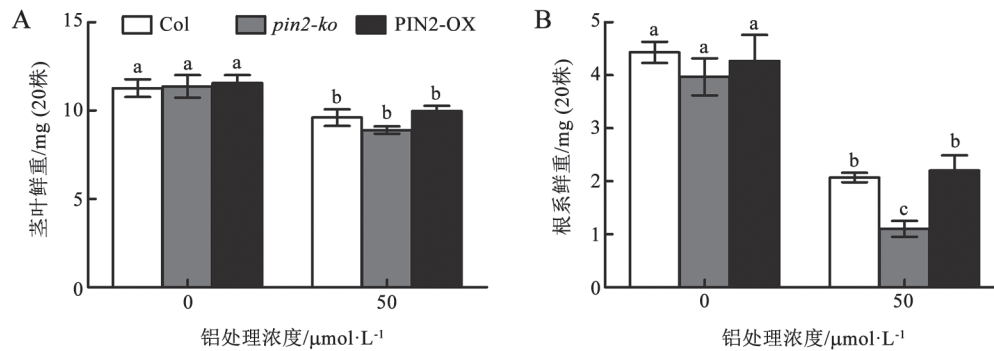 A
Col
pin2-ko
PIN2-OX
15
10
5
0
a
a
a
b
b
b
0
50
茎叶鲜重/mg (20株)
铝处理浓度/μmol·L⁻¹
B
5
4
3
2
1
0
a
a
a
b
c
b
0
50
根系鲜重/mg (20株)
铝处理浓度/μmol·L⁻¹